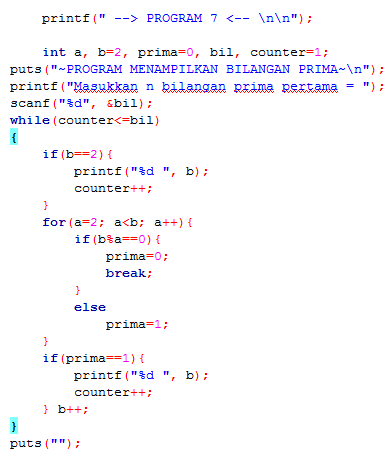 printf(" --> PROGRAM 7 <-- \n\n");

    int a, b=2, prima=0, bil, counter=1;
puts("~PROGRAM MENAMPILKAN BILANGAN PRIMA~\n");
printf("Masukkan n bilangan prima pertama = ");
scanf("%d", &bil);
while(counter<=bil)
{
    if(b==2){
        printf("%d ", b);
        counter++;
    }
    for(a=2; a<b; a++){
        if(b%a==0){
            prima=0;
            break;
        }
        else
            prima=1;
    }
    if(prima==1){
        printf("%d ", b);
        counter++;
    } b++;
}
puts("");